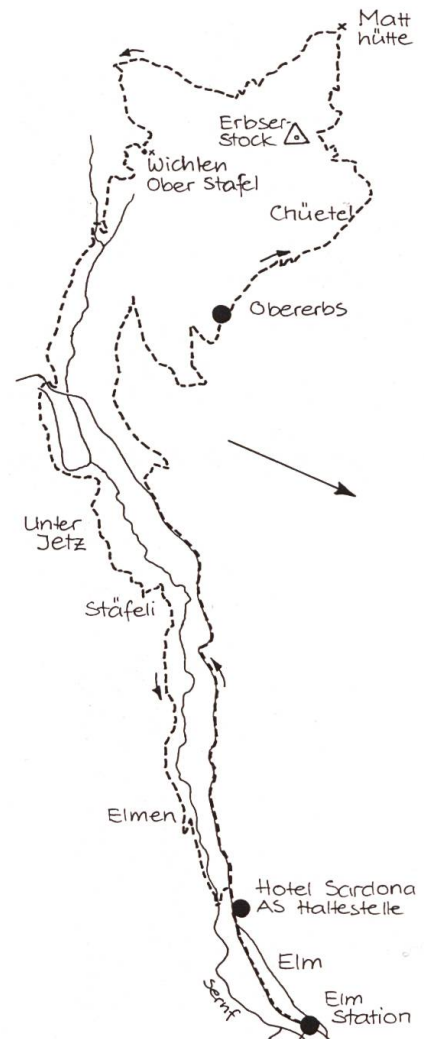 Matt
hütte
Erbser-
stock
Wichlen
Ober Stafel
Chüetel
Obererbs
Unter
Jetz
Stäfeli
Elmen
Hotel Sardona
AS Haltestelle
Elm
Sernf
Elm
Station